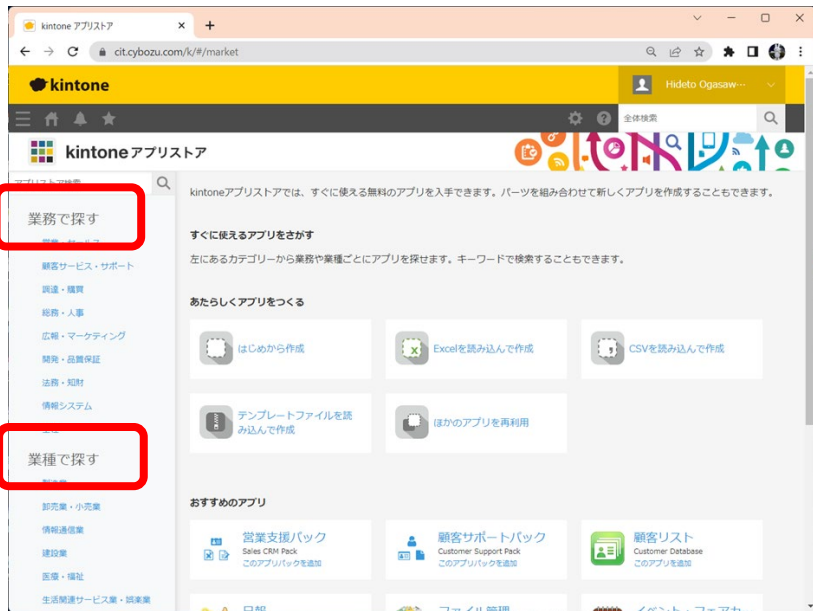 kintone アプリストア
cit.cybozu.com/k/#/market
kintone
Hideto Ogasaw…
全体検索
kintone アプリストア
kintoneアプリストアでは、すぐに使える無料のアプリを入手できます。パーツを組み合わせて新しくアプリを作成することもできます。
業務で探す
顧客サービス・サポート
調達・購買
総務・人事
広報・マーケティング
開発・品質保証
法務・知財
情報システム
業種で探す
卸売業・小売業
情報通信業
建設業
医療・福祉
生活関連サービス業・娯楽業
すぐに使えるアプリをさがす
左にあるカテゴリーから業務や業種ごとにアプリを探せます。キーワードで検索することもできます。
あたらしくアプリをつくる
はじめから作成
Excelを読み込んで作成
CSVを読み込んで作成
テンプレートファイルを読
み込んで作成
ほかのアプリを再利用
おすすめのアプリ
営業支援パック
Sales CRM Pack
このアプリパックを追加
顧客サポートパック
Customer Support Pack
このアプリパックを追加
顧客リスト
Customer Database
このアプリを追加
日報
ファイル管理